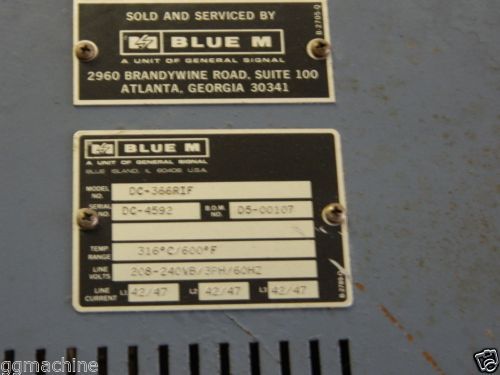 SOLD AND SERVICED BY
BLUE M
A UNIT OF GENERAL SIGNAL
2960 BRANDYWINE ROAD, SUITE 100
ATLANTA, GEORGIA 30341
B-2705-Q
BLUE M
A UNIT OF GENERAL SIGNAL
BLUE ISLAND, IL 60406 U.S.A.
MODEL NO. DC-366RIF
SERIAL NO. DC-4592 B.O.M. NO. D5-00107
TEMP. RANGE 316°C/600°F
LINE VOLTS 208-240VB/3PH/60HZ
LINE CURRENT L1 42/47 L2 42/47 L3 42/47
ggmachine